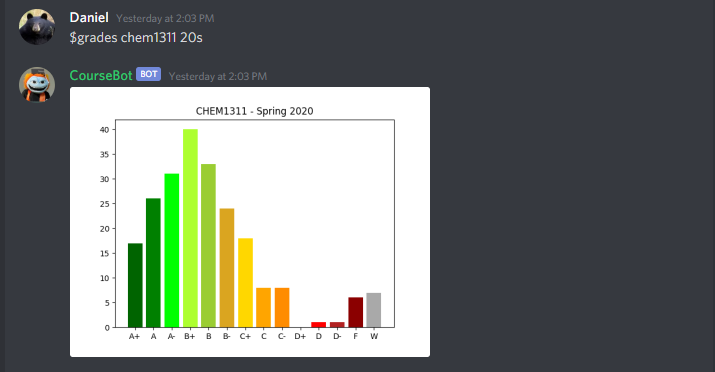 Daniel Yesterday at 2:03 PM
$grades chem1311 20s
CourseBot BOT Yesterday at 2:03 PM
CHEM1311 - Spring 2020
40
35
30
25
20
15
10
5
0
A+ A A- B+ B B- C+ C C- D+ D D- F W